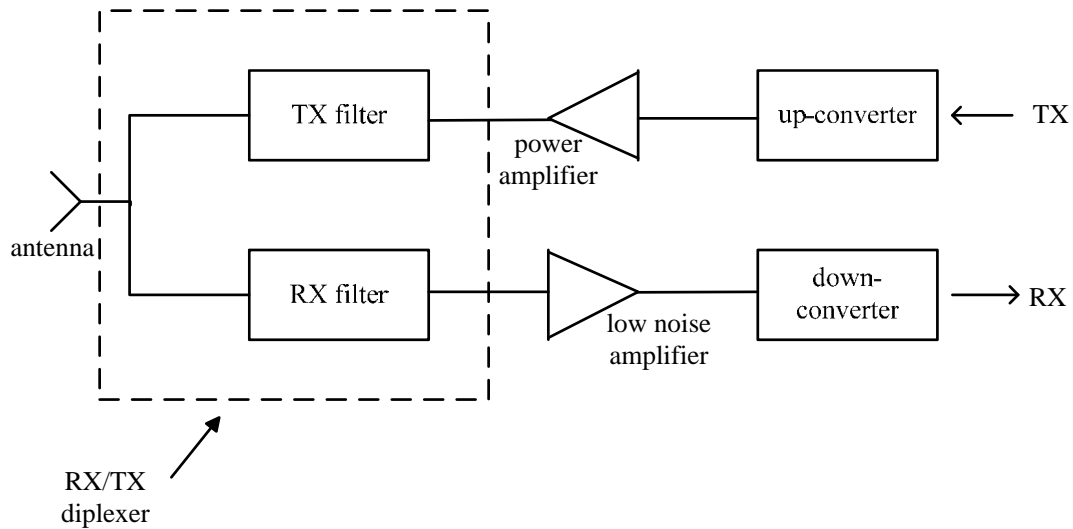 TX filter
power
amplifier
up-converter
TX
antenna
RX filter
low noise
amplifier
down-
converter
RX
RX/TX
diplexer